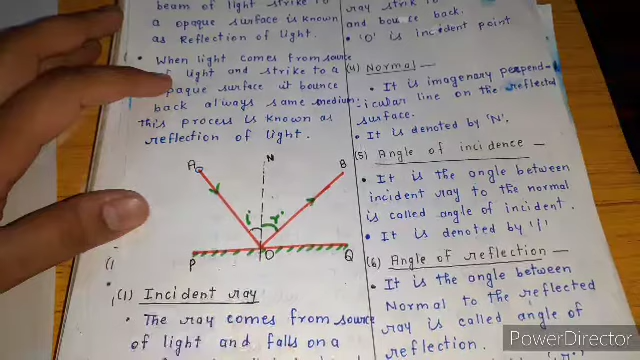 beam of light strike to
a opaque surface is known
as Reflection of Light.
• When light comes from source
of light and strike to a
opaque surface it bounce
back always same medium
this process is known as
reflection of light.
A
N
B
i
r
P
O
Q
(1) Incident ray
• The ray comes from source
of light and falls on a
ray strik to
and bounce back.
• 'O' is incident point
(4) Normal —
• It is imagenary perpend=
icular line on the reflected
surface.
• It is denoted by 'N'.
(5) Angle of incidence —
• It is the angle between
incident ray to the normal
is called angle of incident.
• It is denoted by 'i'
(6) Angle of reflection —
• It is the angle between
Normal to the reflected
ray is called angle of
reflection.
PowerDirector